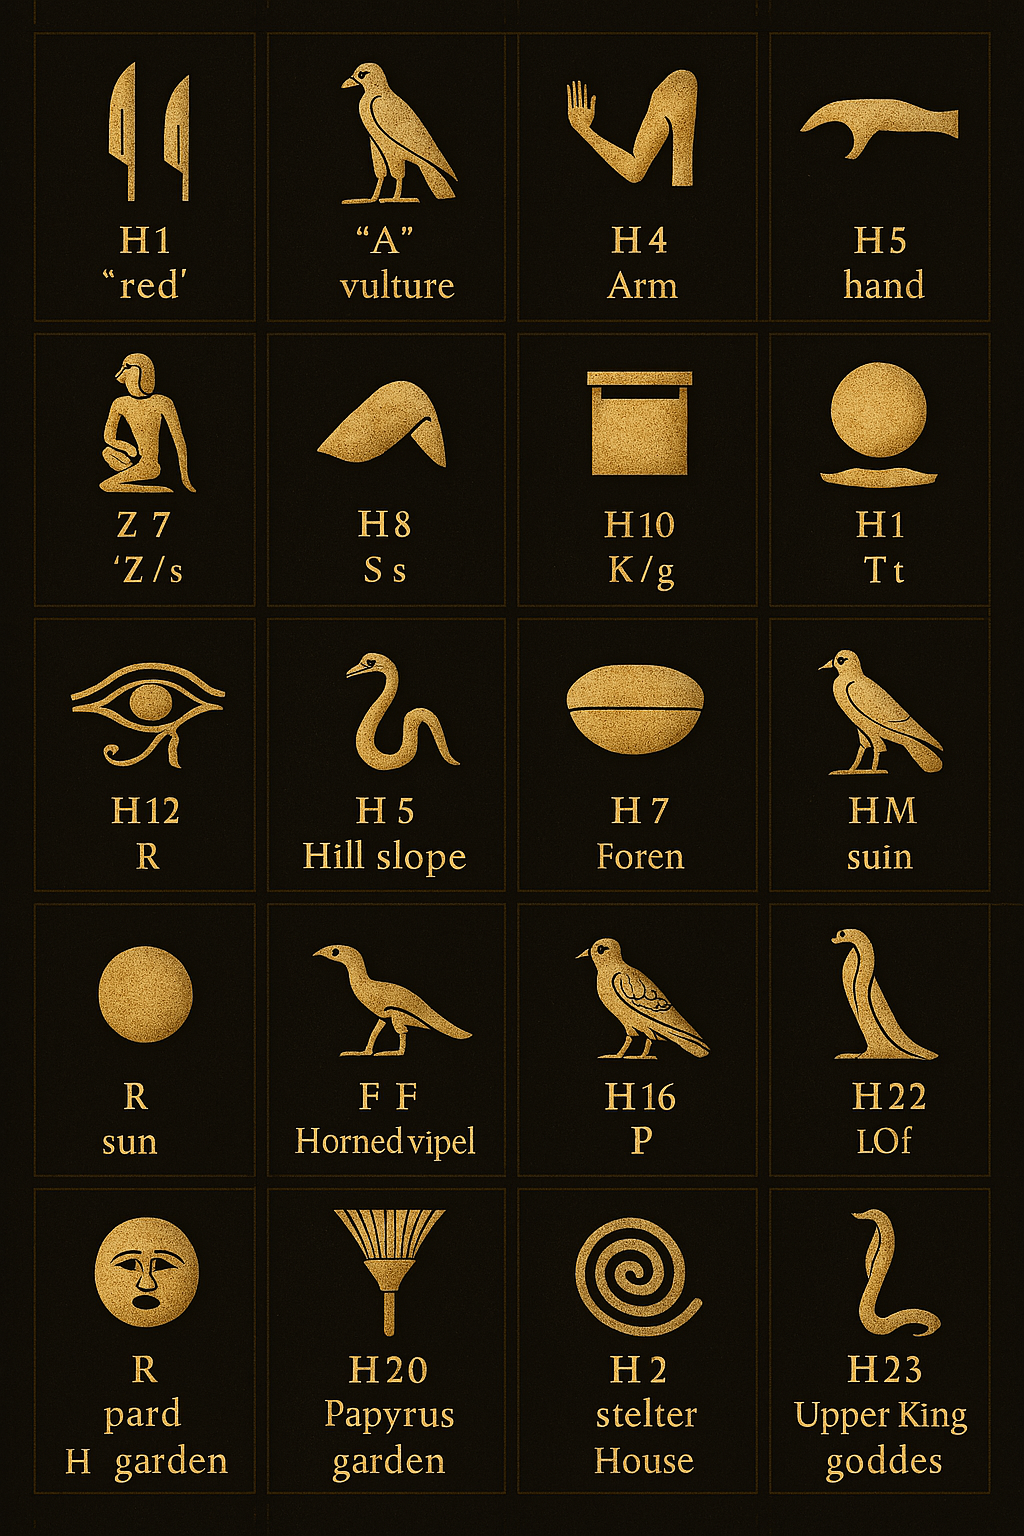 H1
“red'
“A”
vulture
H4
Arm
H5
hand
Z 7
‘Z/s
H8
S s
H10
K/g
H1
T t
H12
R
H 5
Hill slope
H 7
Foren
HM
suin
R
sun
F F
Horned vipel
H16
P
H22
LOf
R
pard
H garden
H20
Papyrus
garden
H 2
stelter
House
H23
Upper King
goddes